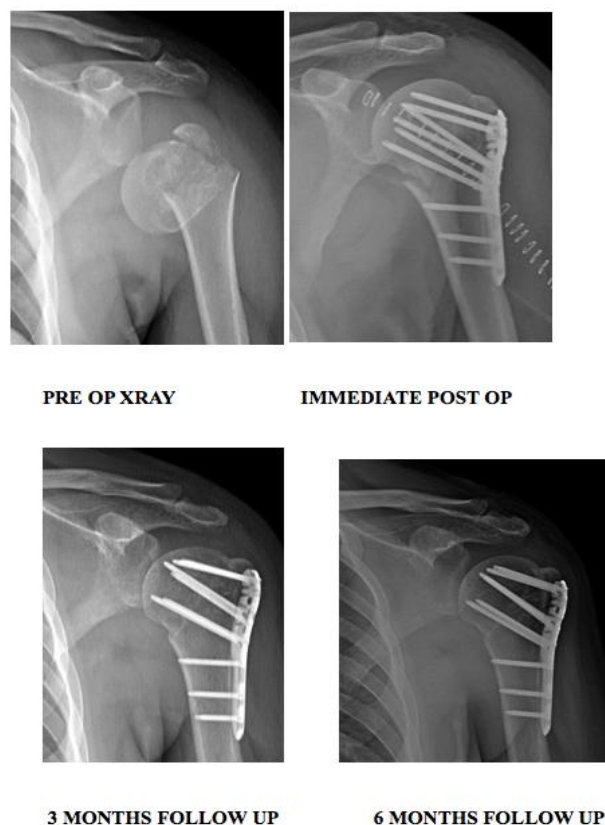 PRE OP XRAY
IMMEDIATE POST OP
3 MONTHS FOLLOW UP
6 MONTHS FOLLOW UP